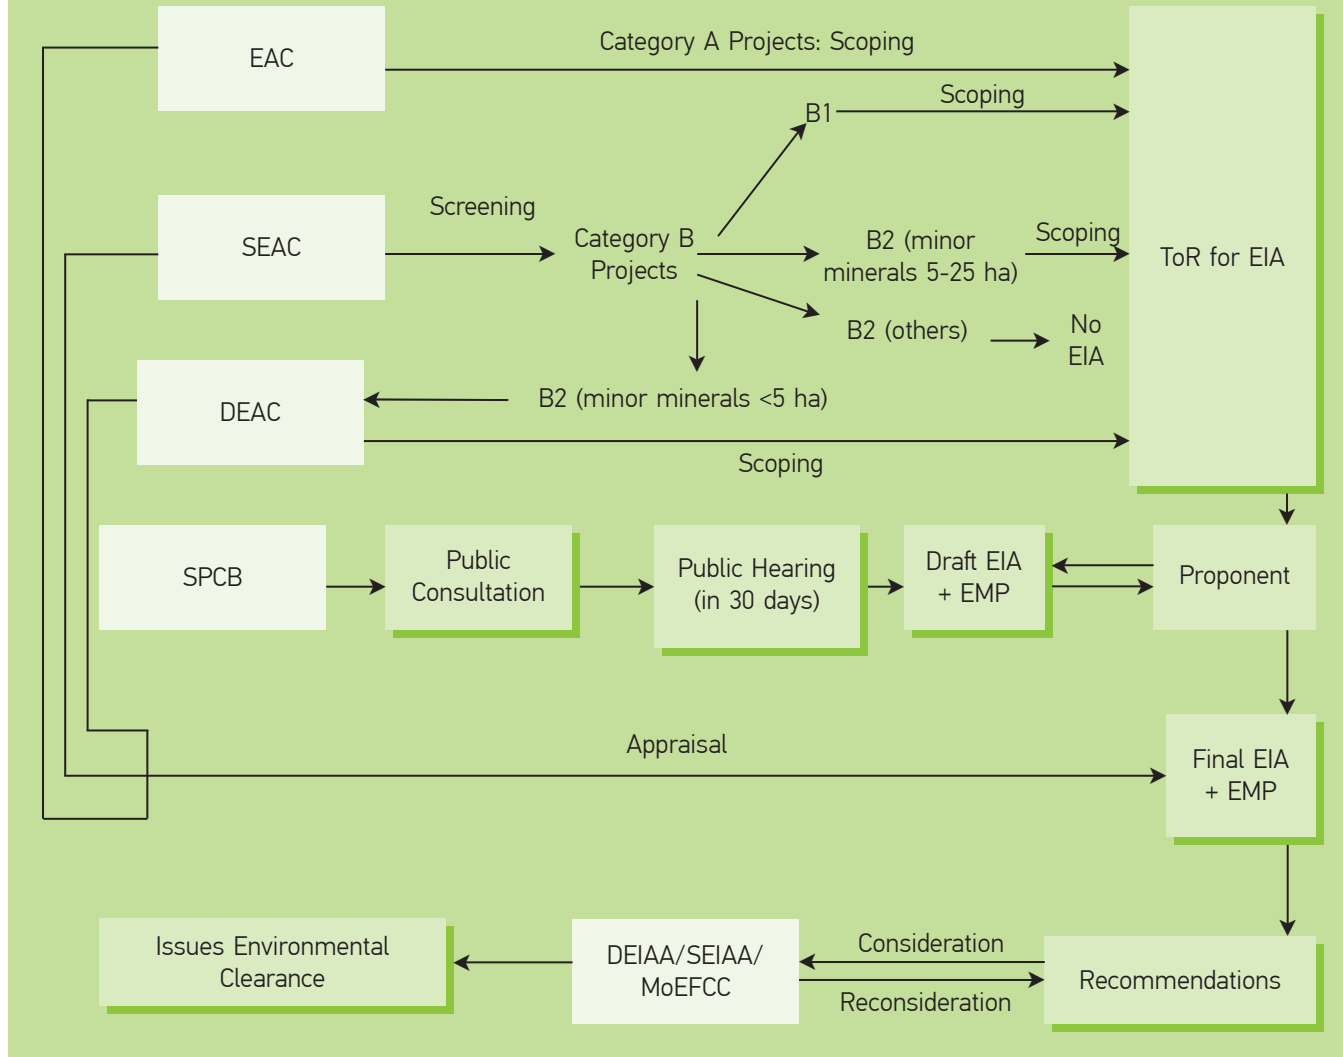 EAC
Category A Projects: Scoping
B1
Scoping
SEAC
Screening
Category B
Projects
B2 (minor
minerals 5-25 ha)
Scoping
ToR for EIA
B2 (others)
No
EIA
DEAC
B2 (minor minerals <5 ha)
Scoping
SPCB
Public
Consultation
Public Hearing
(in 30 days)
Draft EIA
+ EMP
Proponent
Appraisal
Final EIA
+ EMP
Issues Environmental
Clearance
DEIAA/SEIAA/
MoEFCC
Consideration
Reconsideration
Recommendations